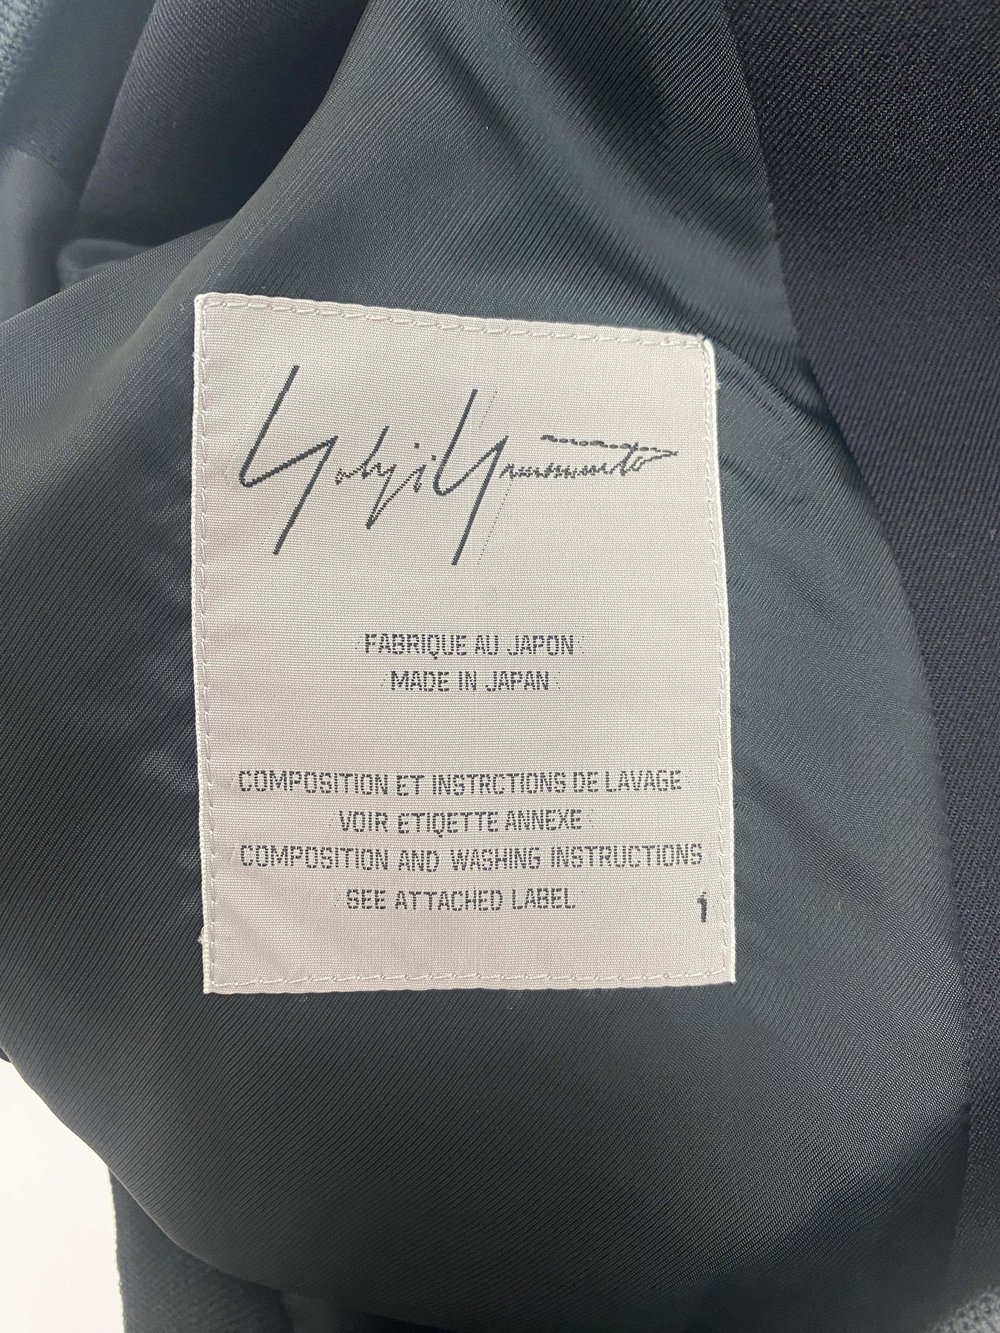 Yohji Yamamoto
FABRIQUE AU JAPON
MADE IN JAPAN
COMPOSITION ET INSTRCTIONS DE LAVAGE
VOIR ETIQETTE ANNEXE
COMPOSITION AND WASHING INSTRUCTIONS
SEE ATTACHED LABEL
1